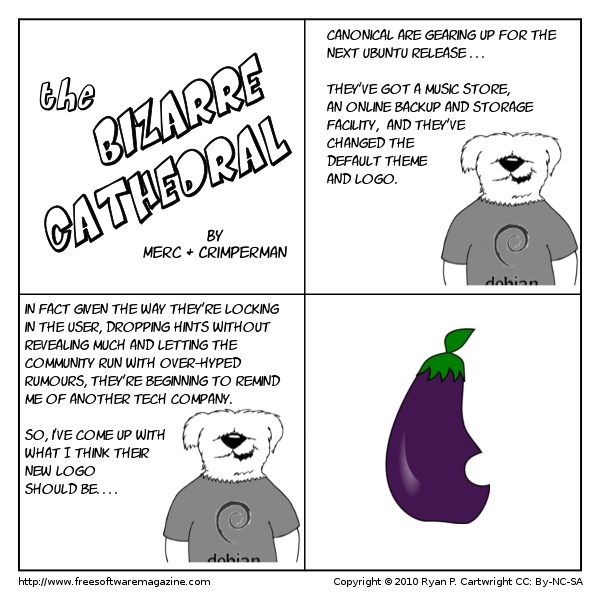 the
BIZARRE
CATHEDRAL
BY
MERC + CRIMPERMAN
CANONICAL ARE GEARING UP FOR THE
NEXT UBUNTU RELEASE . . .
THEY'VE GOT A MUSIC STORE,
AN ONLINE BACKUP AND STORAGE
FACILITY, AND THEY'VE
CHANGED THE
DEFAULT THEME
AND LOGO.
debian
IN FACT GIVEN THE WAY THEY'RE LOCKING
IN THE USER, DROPPING HINTS WITHOUT
REVEALING MUCH AND LETTING THE
COMMUNITY RUN WITH OVER-HYPED
RUMOURS, THEY'RE BEGINNING TO REMIND
ME OF ANOTHER TECH COMPANY.
SO, I'VE COME UP WITH
WHAT I THINK THEIR
NEW LOGO
SHOULD BE. . . .
debian
http://www.freesoftwaremagazine.com
Copyright © 2010 Ryan P. Cartwright CC: By-NC-SA